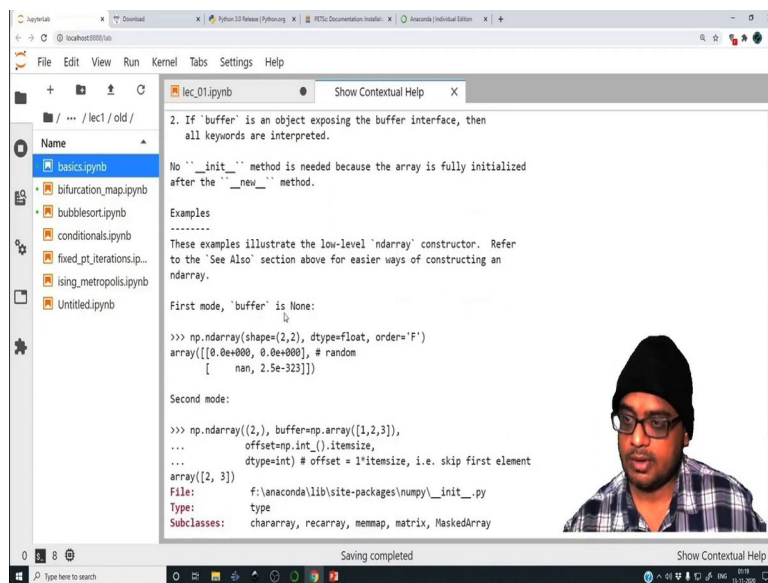 JupyterLab
Download
Python 3.0 Release | Python.org
PETSc: Documentation: Installati
Anaconda | Individual Edition
localhost:8888/lab
File Edit View Run Kernel Tabs Settings Help
lec_01.ipynb
Show Contextual Help
/ ··· / lec1 / old /
Name
basics.ipynb
bifurcation_map.ipynb
bubblesort.ipynb
conditionals.ipynb
fixed_pt_iterations.ip...
ising_metropolis.ipynb
Untitled.ipynb
2. If `buffer` is an object exposing the buffer interface, then
all keywords are interpreted.
No ``__init__`` method is needed because the array is fully initialized
after the ``__new__`` method.
Examples
--------
These examples illustrate the low-level `ndarray` constructor. Refer
to the `See Also` section above for easier ways of constructing an
ndarray.
First mode, `buffer` is None:
>>> np.ndarray(shape=(2,2), dtype=float, order='F')
array([[0.0e+000, 0.0e+000], # random
[ nan, 2.5e-323]])
Second mode:
>>> np.ndarray((2,), buffer=np.array([1,2,3]),
... offset=np.int_().itemsize,
... dtype=int) # offset = 1*itemsize, i.e. skip first element
array([2, 3])
File: f:\anaconda\lib\site-packages\numpy\__init__.py
Type: type
Subclasses: chararray, recarray, memmap, matrix, MaskedArray
0 8
Saving completed
Show Contextual Help
Type here to search
ENG
01:19
13-11-2020